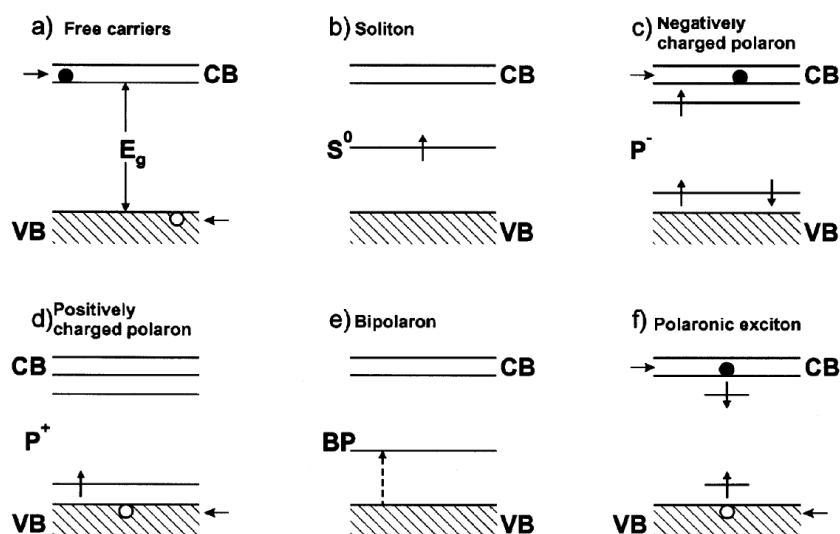 a) Free carriers
CB
E_g
VB
b) Soliton
CB
S^0
VB
c) Negatively
charged polaron
CB
P^-
VB
d) Positively
charged polaron
CB
P^+
VB
e) Bipolaron
CB
BP
VB
f) Polaronic exciton
CB
VB